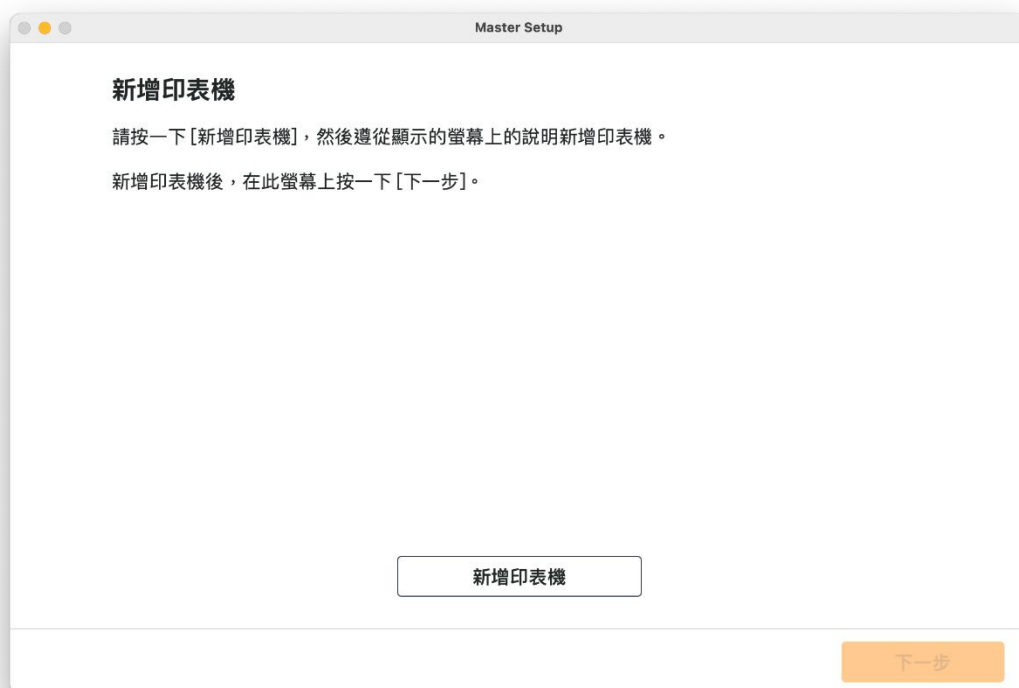 Master Setup
新增印表機
請按一下[新增印表機]，然後遵從顯示的螢幕上的說明新增印表機。
新增印表機後，在此螢幕上按一下[下一步]。
新增印表機
下一步